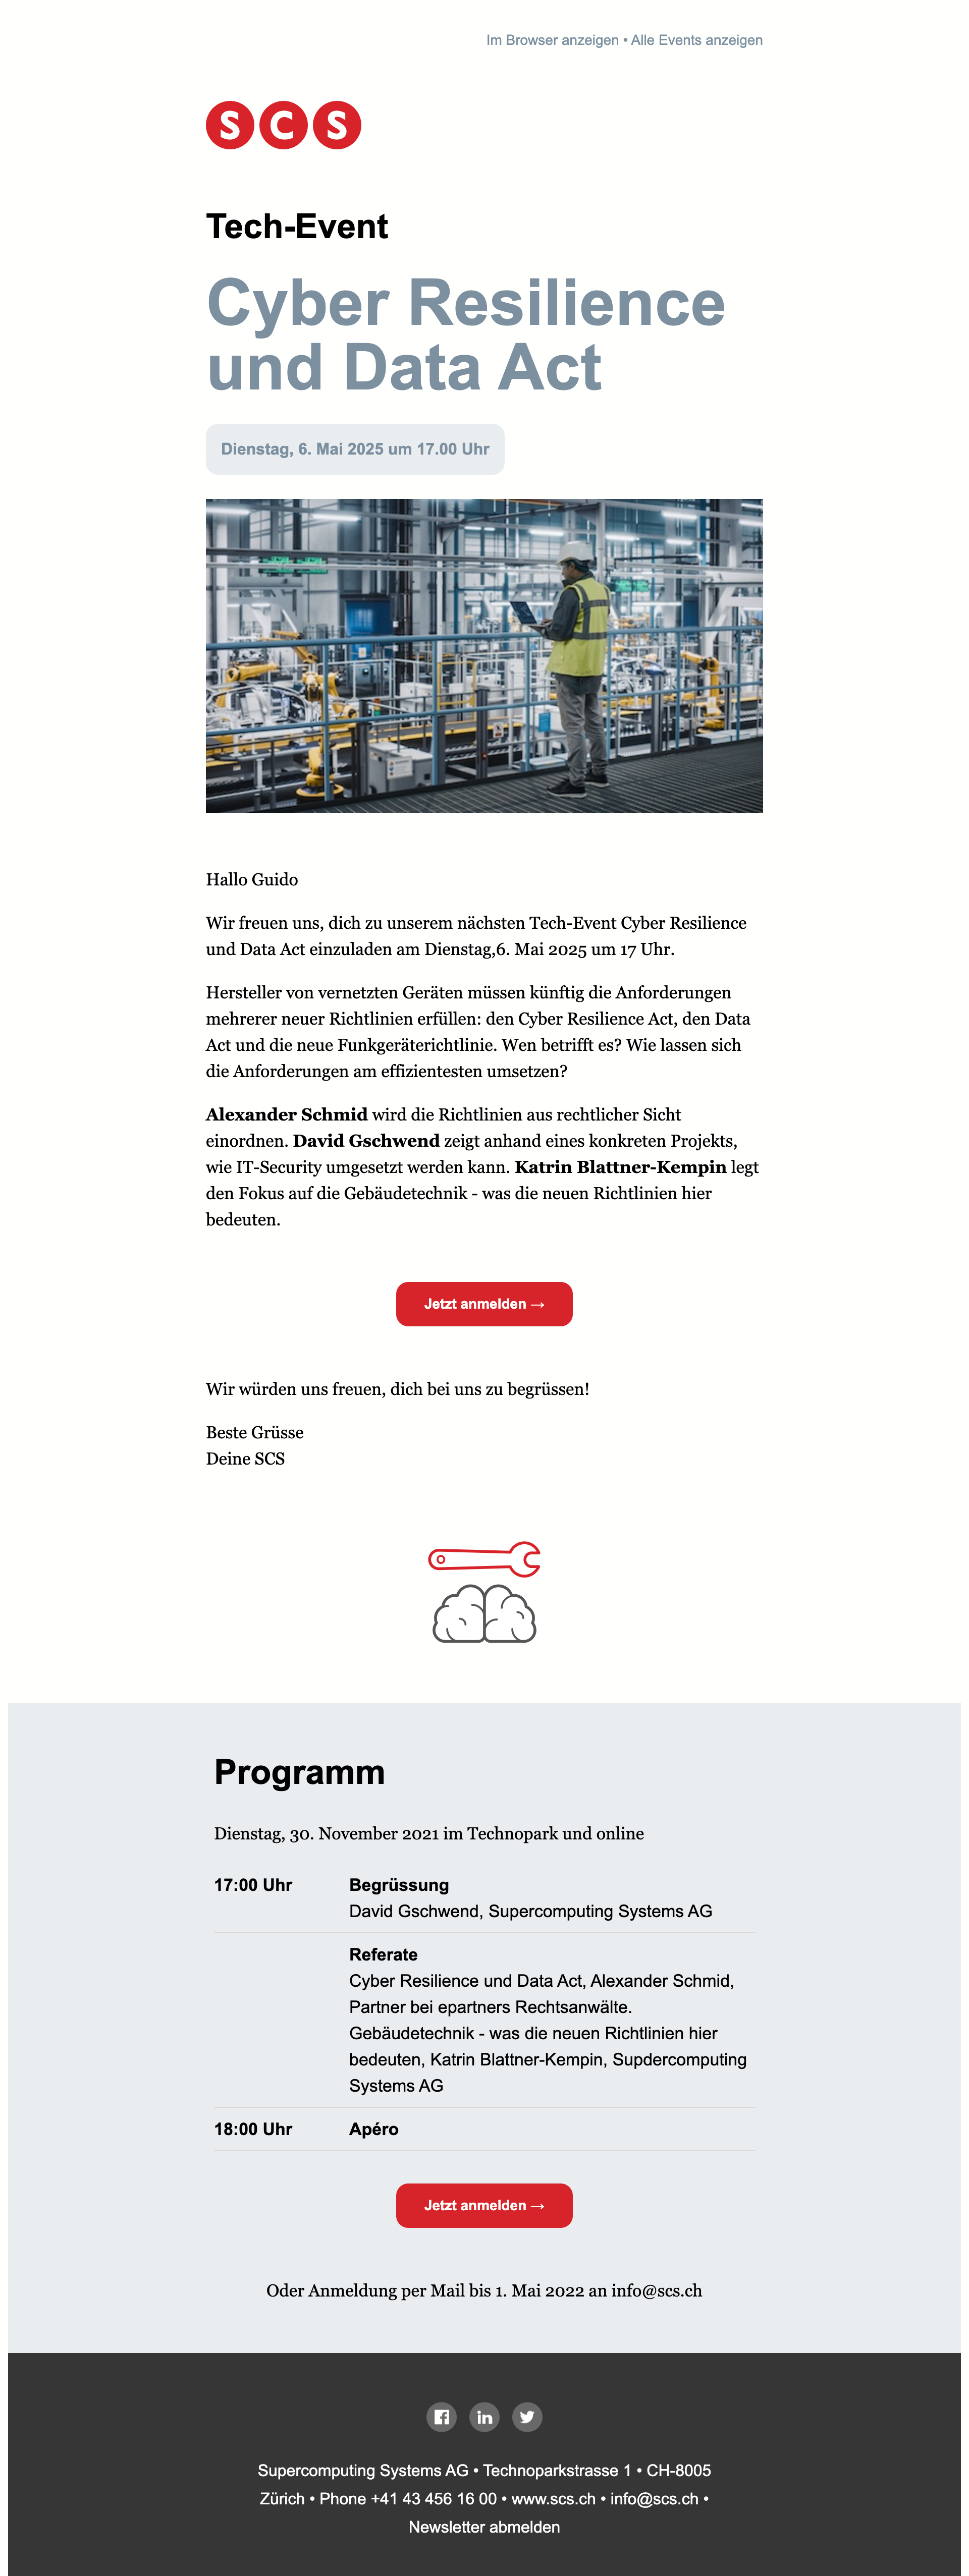 Im Browser anzeigen • Alle Events anzeigen
SCS
Tech-Event
Cyber Resilience
und Data Act
Dienstag, 6. Mai 2025 um 17.00 Uhr
Hallo Guido
Wir freuen uns, dich zu unserem nächsten Tech-Event Cyber Resilience
und Data Act einzuladen am Dienstag,6. Mai 2025 um 17 Uhr.
Hersteller von vernetzten Geräten müssen künftig die Anforderungen
mehrerer neuer Richtlinien erfüllen: den Cyber Resilience Act, den Data
Act und die neue Funkgeräterichtlinie. Wen betrifft es? Wie lassen sich
die Anforderungen am effizientesten umsetzen?
Alexander Schmid wird die Richtlinien aus rechtlicher Sicht
einordnen. David Gschwend zeigt anhand eines konkreten Projekts,
wie IT-Security umgesetzt werden kann. Katrin Blattner-Kempin legt
den Fokus auf die Gebäudetechnik - was die neuen Richtlinien hier
bedeuten.
Jetzt anmelden →
Wir würden uns freuen, dich bei uns zu begrüssen!
Beste Grüsse
Deine SCS
Programm
Dienstag, 30. November 2021 im Technopark und online
17:00 Uhr Begrüssung
David Gschwend, Supercomputing Systems AG
Referate
Cyber Resilience und Data Act, Alexander Schmid,
Partner bei epartners Rechtsanwälte.
Gebäudetechnik - was die neuen Richtlinien hier
bedeuten, Katrin Blattner-Kempin, Supdercomputing
Systems AG
18:00 Uhr Apéro
Jetzt anmelden →
Oder Anmeldung per Mail bis 1. Mai 2022 an info@scs.ch
Supercomputing Systems AG • Technoparkstrasse 1 • CH-8005
Zürich • Phone +41 43 456 16 00 • www.scs.ch • info@scs.ch •
Newsletter abmelden